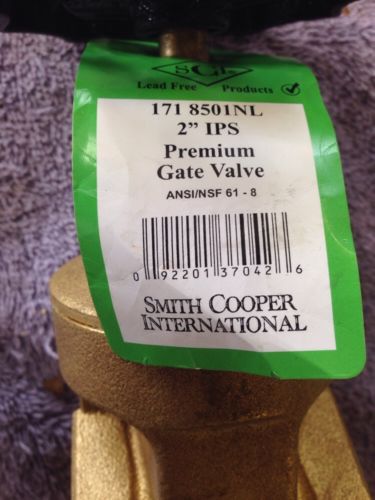 SCI
Lead Free Products
171 8501NL
2" IPS
Premium
Gate Valve
ANSI/NSF 61 - 8
0 92201 37042 6
SMITH COOPER
INTERNATIONAL